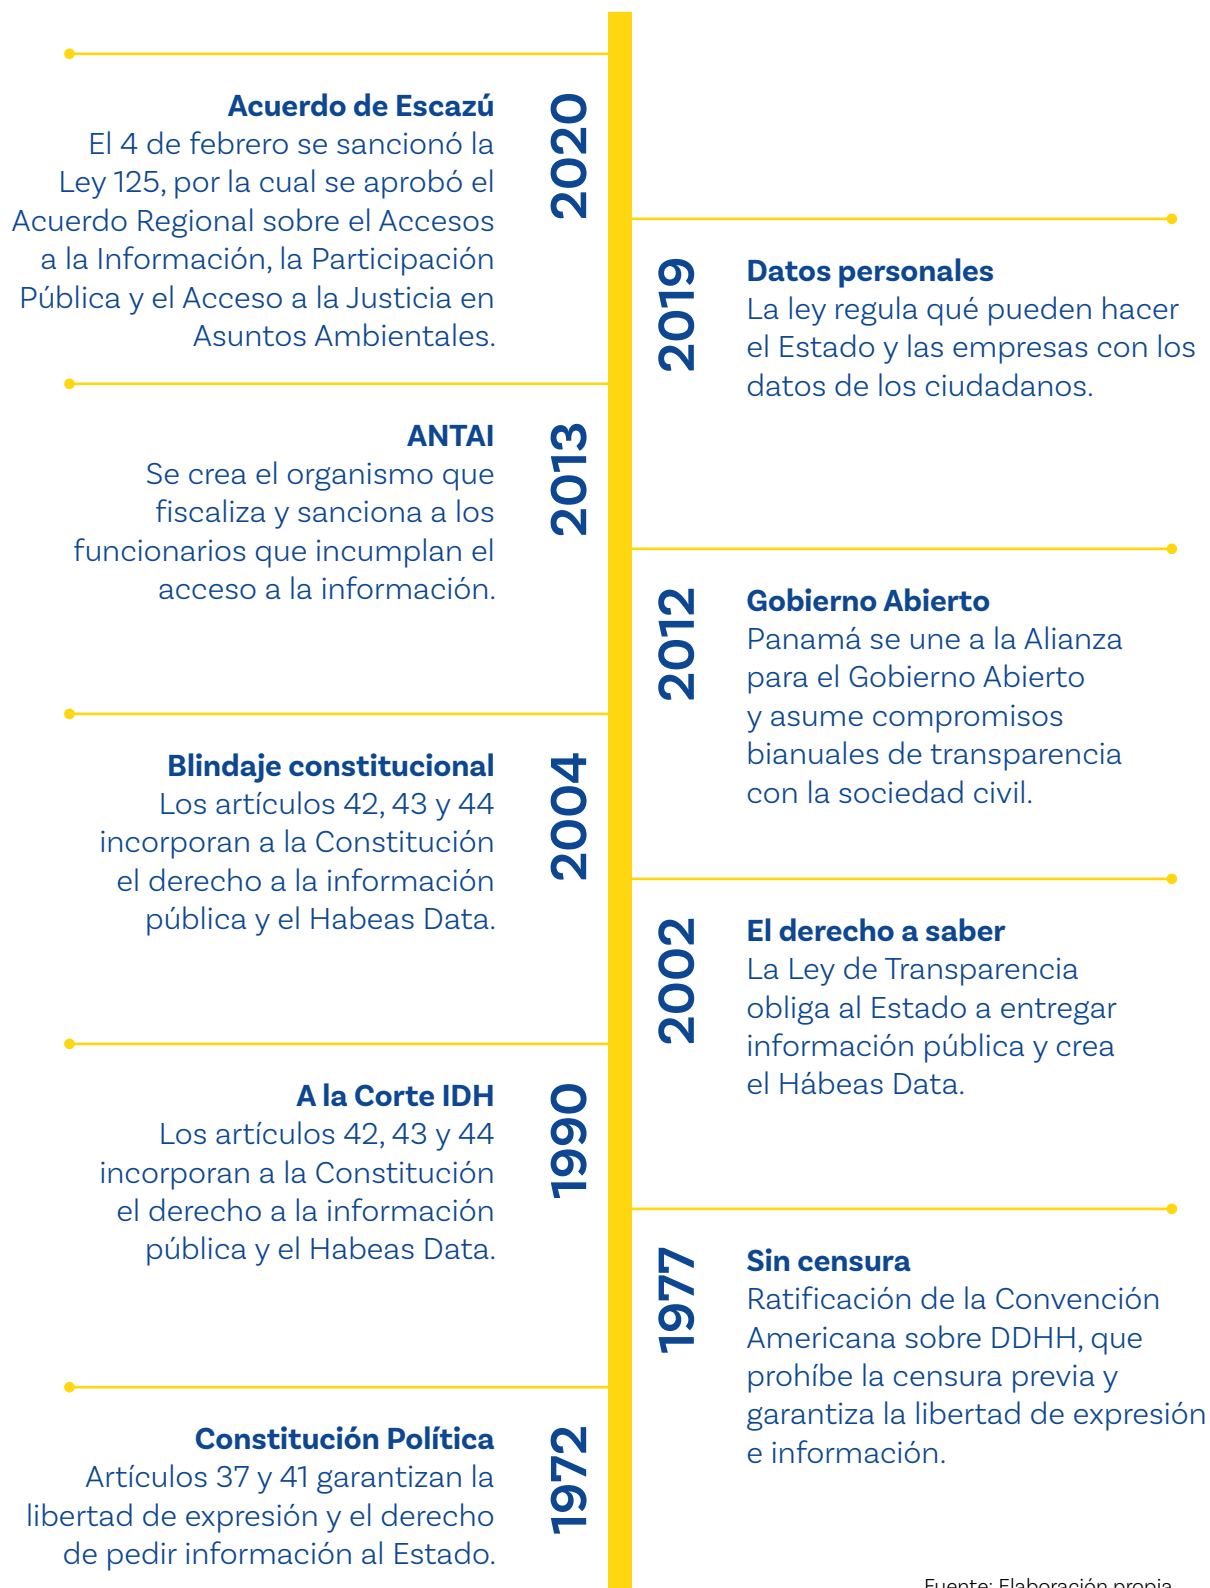 2020
Acuerdo de Escazú
El 4 de febrero se sancionó la
Ley 125, por la cual se aprobó el
Acuerdo Regional sobre el Accesos
a la Información, la Participación
Pública y el Acceso a la Justicia en
Asuntos Ambientales.
2019
Datos personales
La ley regula qué pueden hacer
el Estado y las empresas con los
datos de los ciudadanos.
2013
ANTAI
Se crea el organismo que
fiscaliza y sanciona a los
funcionarios que incumplan el
acceso a la información.
2012
Gobierno Abierto
Panamá se une a la Alianza
para el Gobierno Abierto
y asume compromisos
bianuales de transparencia
con la sociedad civil.
2004
Blindaje constitucional
Los artículos 42, 43 y 44
incorporan a la Constitución
el derecho a la información
pública y el Habeas Data.
2002
El derecho a saber
La Ley de Transparencia
obliga al Estado a entregar
información pública y crea
el Hábeas Data.
1990
A la Corte IDH
Los artículos 42, 43 y 44
incorporan a la Constitución
el derecho a la información
pública y el Habeas Data.
1977
Sin censura
Ratificación de la Convención
Americana sobre DDHH, que
prohíbe la censura previa y
garantiza la libertad de expresión
e información.
1972
Constitución Política
Artículos 37 y 41 garantizan la
libertad de expresión y el derecho
de pedir información al Estado.
Fuente: Elaboración propia